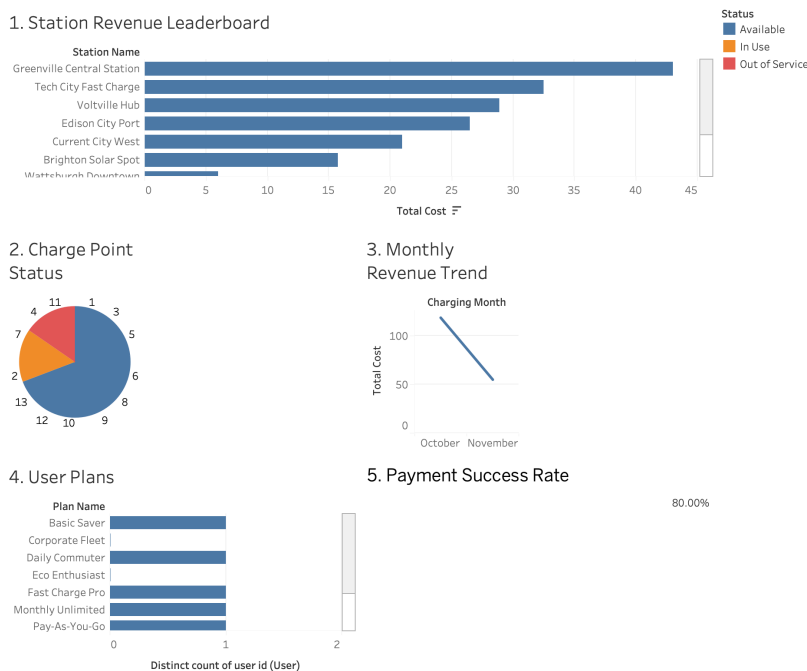 1. Station Revenue Leaderboard
Status
Available
In Use
Out of Service
Station Name
Greenville Central Station
Tech City Fast Charge
Voltville Hub
Edison City Port
Current City West
Brighton Solar Spot
Wattsburgh Downtown
0 5 10 15 20 25 30 35 40 45
Total Cost
2. Charge Point
Status
11 1
4 3
7 5
2 6
13 8
12 10 9
3. Monthly
Revenue Trend
Charging Month
Total Cost
100
50
0
October November
4. User Plans
Plan Name
Basic Saver
Corporate Fleet
Daily Commuter
Eco Enthusiast
Fast Charge Pro
Monthly Unlimited
Pay-As-You-Go
0 1 2
Distinct count of user id (User)
5. Payment Success Rate
80.00%